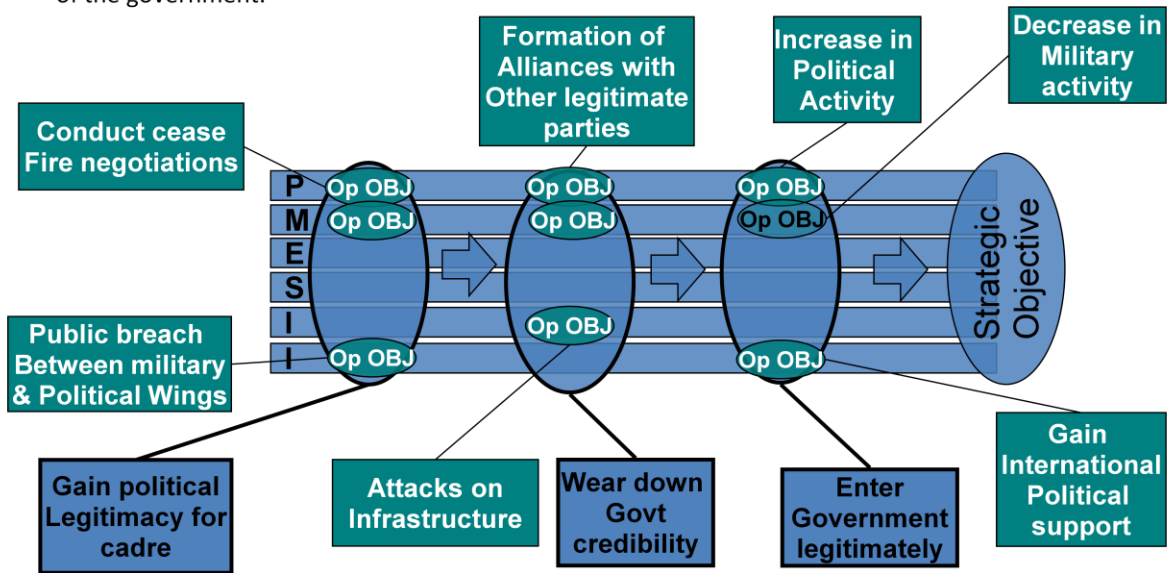 of the government.
Formation of
Alliances with
Other legitimate
parties
Increase in
Political
Activity
Decrease in
Military
activity
Conduct cease
Fire negotiations
P
Op OBJ
Op OBJ
Op OBJ
M
Op OBJ
Op OBJ
Op OBJ
E
S
I
Op OBJ
I
Op OBJ
Op OBJ
Strategic
Objective
Public breach
Between military
& Political Wings
Gain political
Legitimacy for
cadre
Attacks on
Infrastructure
Wear down
Govt
credibility
Enter
Government
legitimately
Gain
International
Political
support